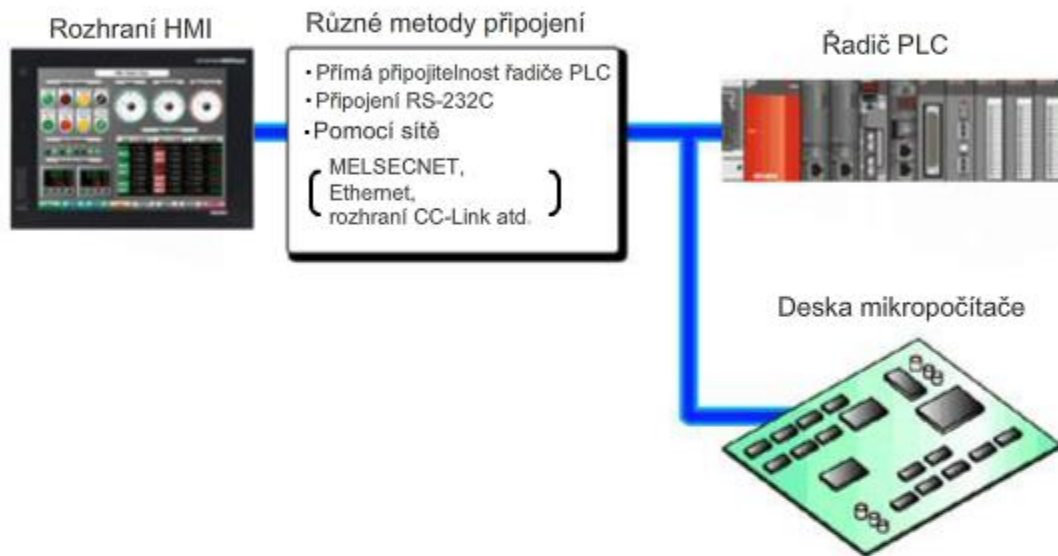 Rozhraní HMI
Různé metody připojení
Řadič PLC
• Přímá připojitelnost řadiče PLC
• Připojení RS-232C
• Pomocí sítě
MELSECNET,
Ethernet,
rozhraní CC-Link atd.
Deska mikropočítače